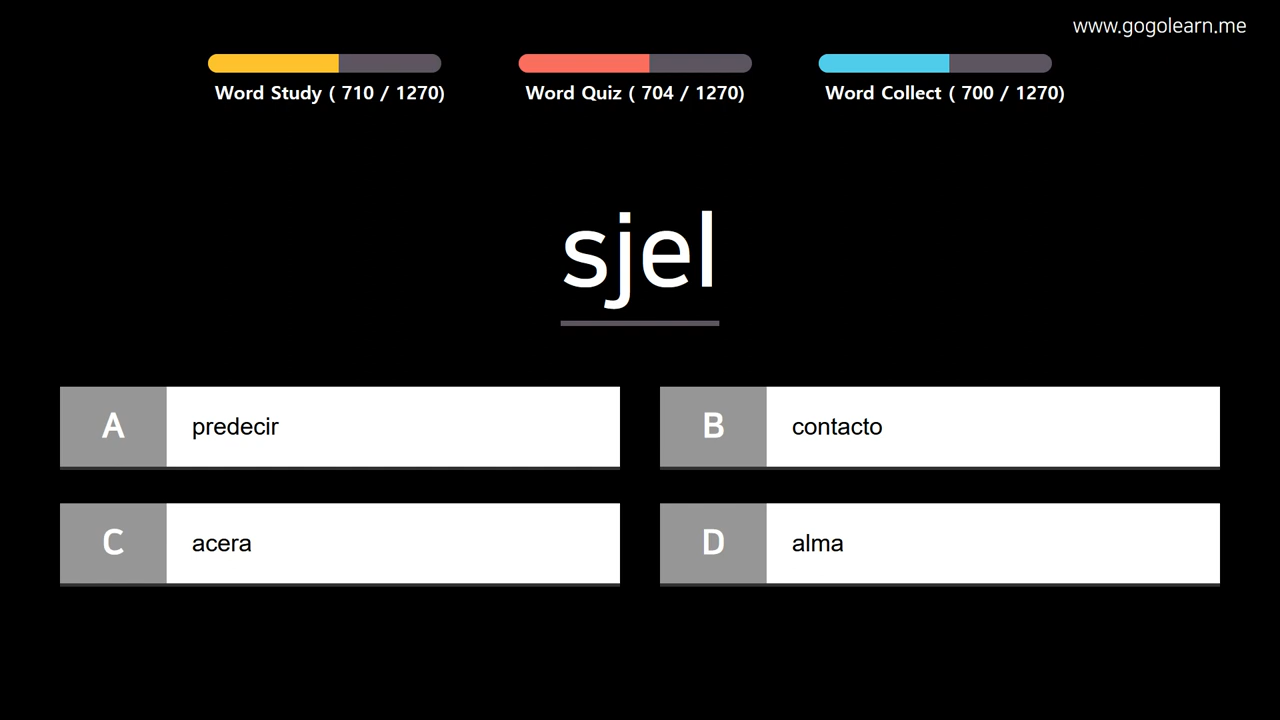 www.gogolearn.me
Word Study ( 710 / 1270)
Word Quiz ( 704 / 1270)
Word Collect ( 700 / 1270)
sjel
A predecir
B contacto
C acera
D alma